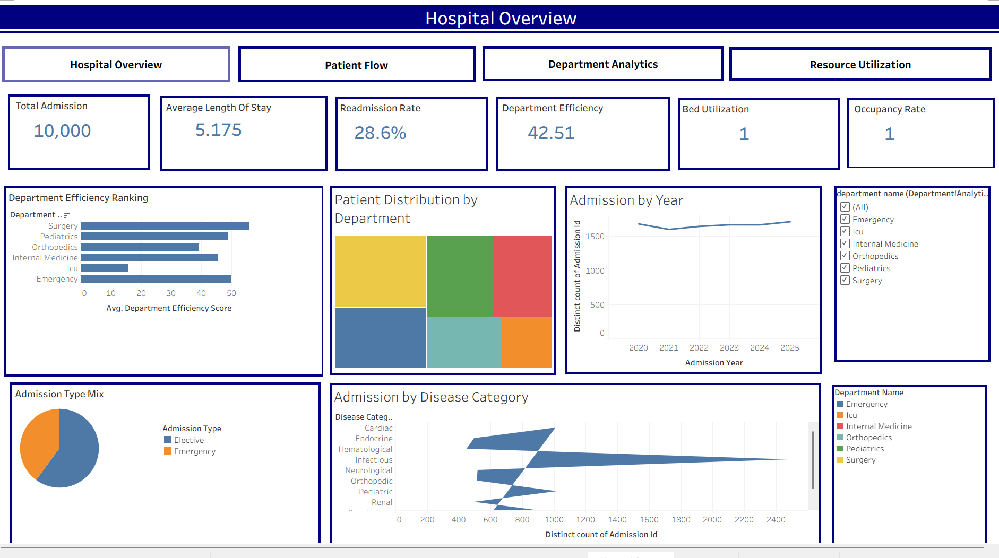 Hospital Overview
Hospital Overview
Patient Flow
Department Analytics
Resource Utilization
Total Admission
10,000
Average Length Of Stay
5.175
Readmission Rate
28.6%
Department Efficiency
42.51
Bed Utilization
1
Occupancy Rate
1
Department Efficiency Ranking
Department ..
Surgery
Pediatrics
Orthopedics
Internal Medicine
Icu
Emergency
0 10 20 30 40 50
Avg. Department Efficiency Score
Patient Distribution by
Department
Admission by Year
Distinct count of Admission Id
1500
1000
500
0
2020 2021 2022 2023 2024 2025
Admission Year
department name (Department!Analyti..
(All)
Emergency
Icu
Internal Medicine
Orthopedics
Pediatrics
Surgery
Admission Type Mix
Admission Type
Elective
Emergency
Admission by Disease Category
Disease Categ..
Cardiac
Endocrine
Hematological
Infectious
Neurological
Orthopedic
Pediatric
Renal
0 200 400 600 800 1000 1200 1400 1600 1800 2000 2200 2400
Distinct count of Admission Id
Department Name
Emergency
Icu
Internal Medicine
Orthopedics
Pediatrics
Surgery